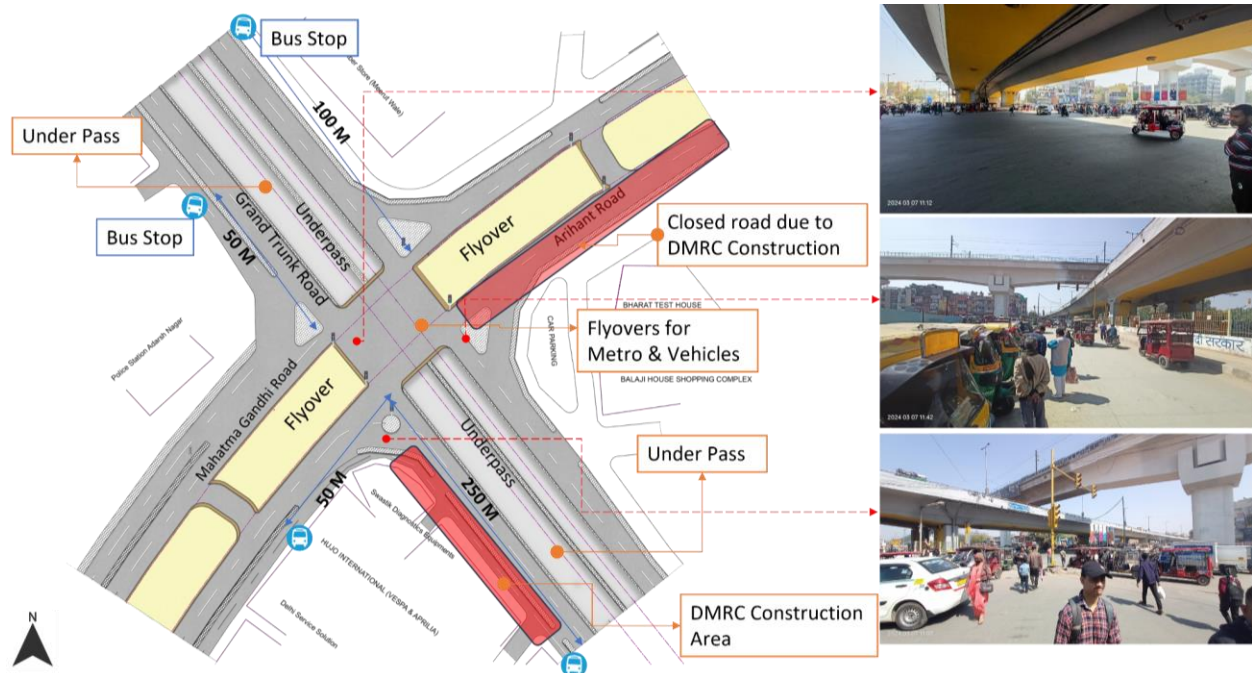 Bus Stop
Under Pass
Bus Stop
100 M
50 M
Grand Trunk Road
Underpass
Flyover
Arihant Road
Closed road due to
DMRC Construction
BHARAT TEST HOUSE
CAR PARKING
BALAJI HOUSE SHOPPING COMPLEX
Flyovers for
Metro & Vehicles
Police Station Adarsh Nagar
Mahatma Gandhi Road
Flyover
Underpass
Under Pass
50 M
250 M
Swastik Diagnostics Equipments
HUJO INTERNATIONAL (VESPA & APRILIA)
Delhi Service Solution
DMRC Construction
Area
N
2024 03 07 11:12
2024 03 07 11:42